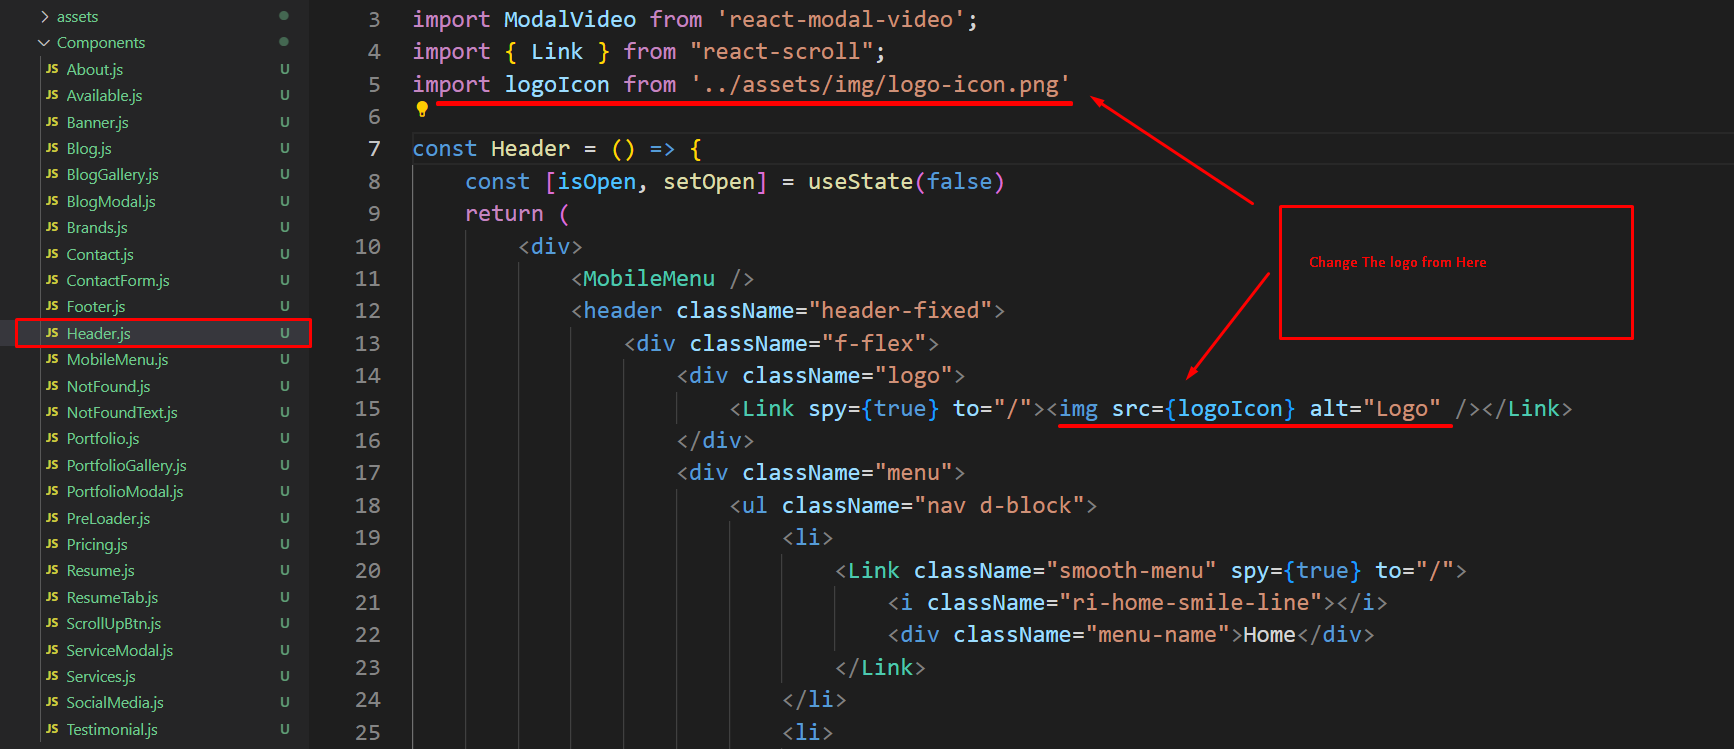 assets
Components
JS About.js U
JS Available.js U
JS Banner.js U
JS Blog.js U
JS BlogGallery.js U
JS BlogModal.js U
JS Brands.js U
JS Contact.js U
JS ContactForm.js U
JS Footer.js U
JS Header.js U
JS MobileMenu.js U
JS NotFound.js U
JS NotFoundText.js U
JS Portfolio.js U
JS PortfolioGallery.js U
JS PortfolioModal.js U
JS PreLoader.js U
JS Pricing.js U
JS Resume.js U
JS ResumeTab.js U
JS ScrollUpBtn.js U
JS ServiceModal.js U
JS Services.js U
JS SocialMedia.js U
JS Testimonial.js U
3 import ModalVideo from 'react-modal-video';
4 import { Link } from "react-scroll";
5 import logoIcon from '../assets/img/logo-icon.png'
6
7 const Header = () => {
8 const [isOpen, setOpen] = useState(false)
9 return (
10 <div>
11 <MobileMenu />
12 <header className="header-fixed">
13 <div className="f-flex">
14 <div className="logo">
15 <Link spy={true} to="/"><img src={logoIcon} alt="Logo" /></Link>
16 </div>
17 <div className="menu">
18 <ul className="nav d-block">
19 <li>
20 <Link className="smooth-menu" spy={true} to="/">
21 <i className="ri-home-smile-line"></i>
22 <div className="menu-name">Home</div>
23 </Link>
24 </li>
25 <li>
Change The logo from Here